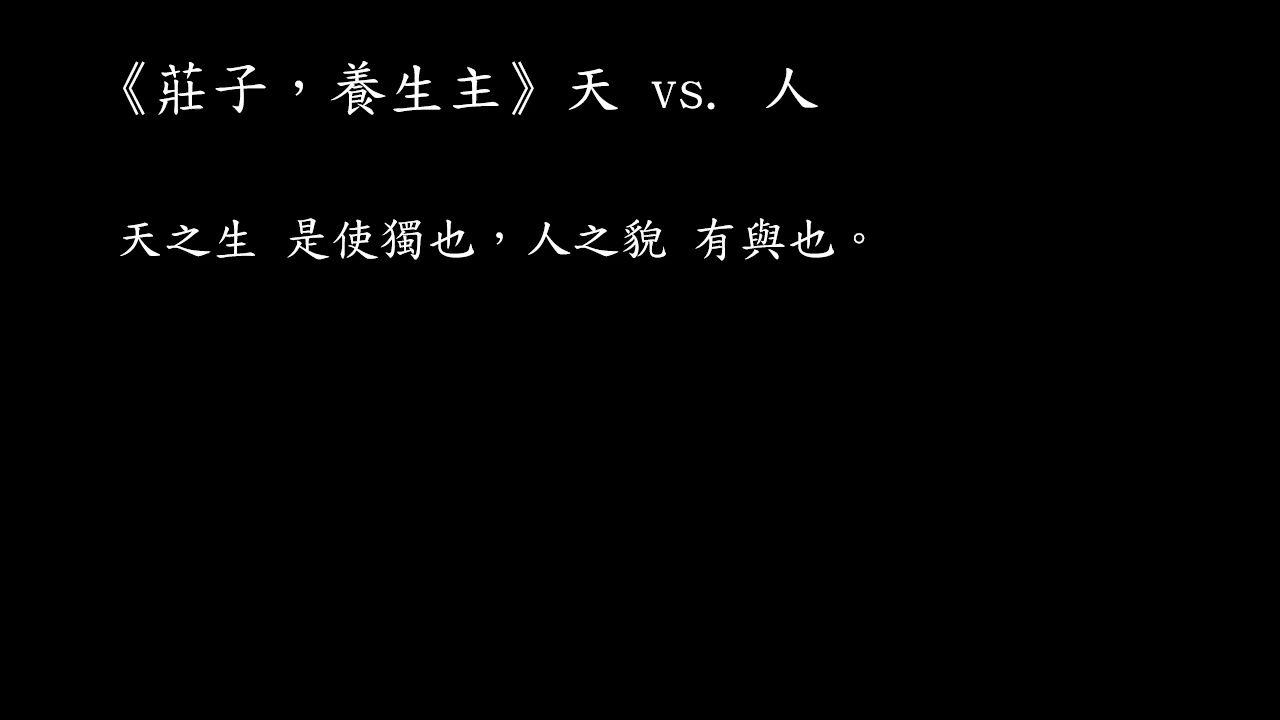 《莊子，養生主》天 vs. 人
天之生 是使獨也，人之貌 有與也。